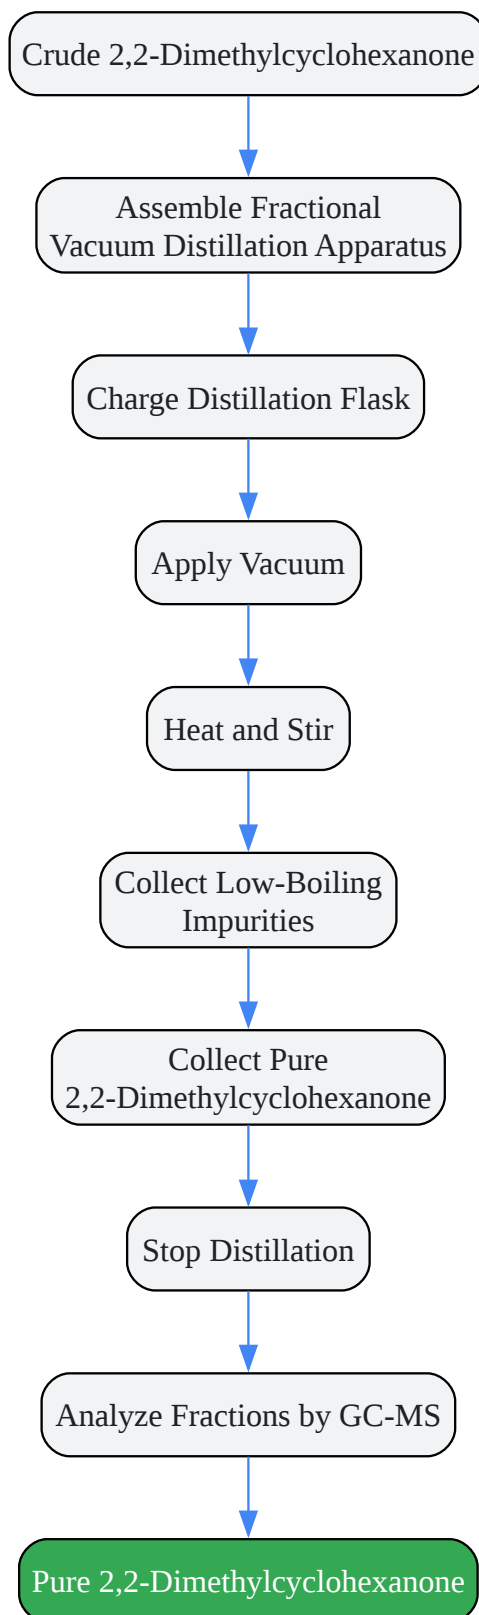 Crude 2,2-Dimethylcyclohexanone
Assemble Fractional
Vacuum Distillation Apparatus
Charge Distillation Flask
Apply Vacuum
Heat and Stir
Collect Low-Boiling
Impurities
Collect Pure
2,2-Dimethylcyclohexanone
Stop Distillation
Analyze Fractions by GC-MS
Pure 2,2-Dimethylcyclohexanone